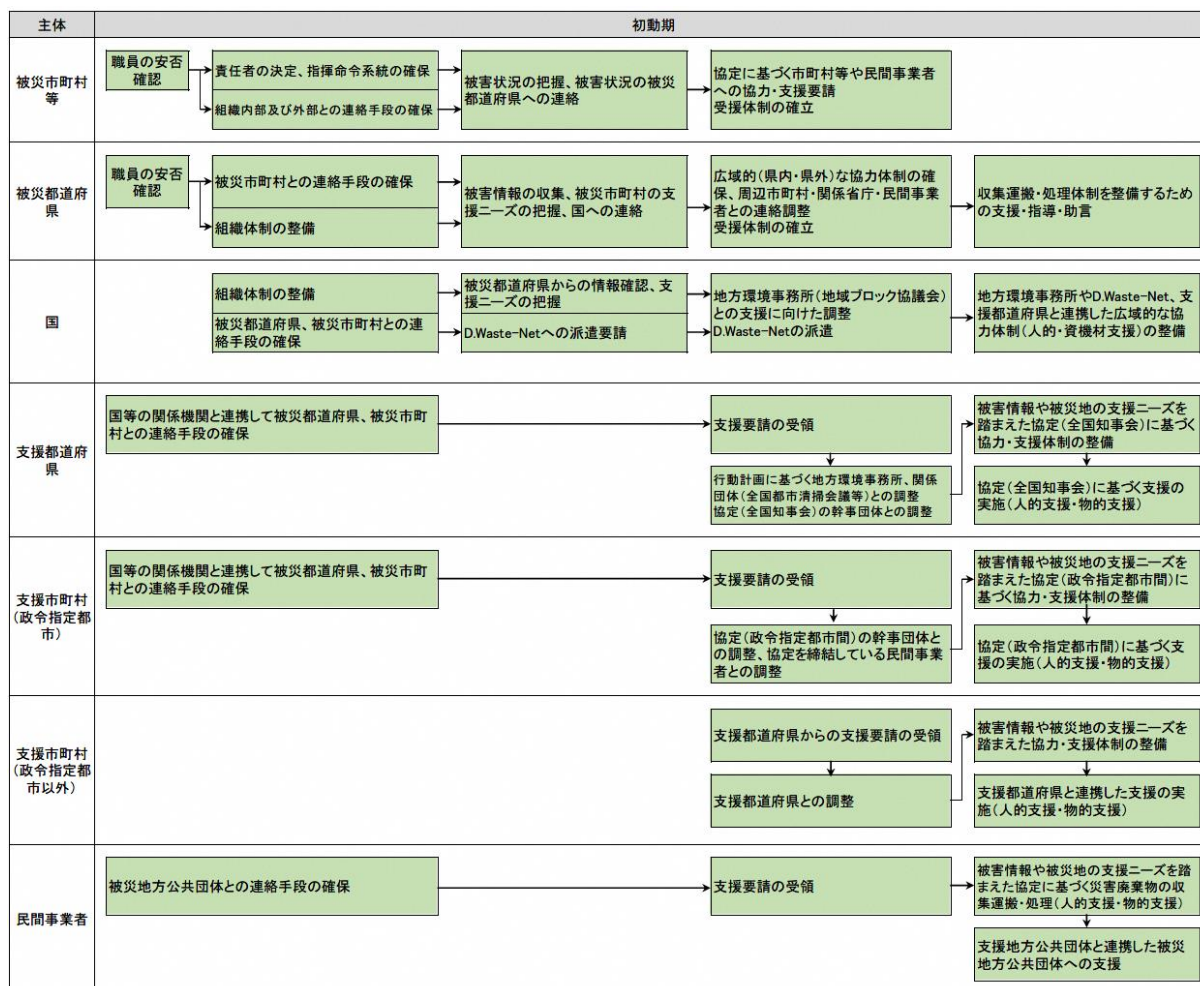 主体
初動期
被災市町村
等
職員の安否
確認
責任者の決定、指揮命令系統の確保
組織内部及び外部との連絡手段の確保
被害状況の把握、被害状況の被災
都道府県への連絡
協定に基づく市町村等や民間事業者
への協力・支援要請
受援体制の確立
被災都道府
県
職員の安否
確認
被災市町村との連絡手段の確保
組織体制の整備
被害情報の収集、被災市町村の支
援ニーズの把握、国への連絡
広域的(県内・県外)な協力体制の確
保、周辺市町村・関係省庁・民間事業
者との連絡調整
受援体制の確立
収集運搬・処理体制を整備するため
の支援・指導・助言
国
組織体制の整備
被災都道府県、被災市町村との連
絡手段の確保
被災都道府県からの情報確認、支
援ニーズの把握
D.Waste-Netへの派遣要請
地方環境事務所(地域ブロック協議会)
との支援に向けた調整
D.Waste-Netの派遣
地方環境事務所やD.Waste-Net、支
援都道府県と連携した広域的な協
力体制(人的・資機材支援)の整備
支援都道府
県
国等の関係機関と連携して被災都道府県、被災市町
村との連絡手段の確保
支援要請の受領
行動計画に基づく地方環境事務所、関係
団体(全国都市清掃会議等)との調整
協定(全国知事会)の幹事団体との調整
被害情報や被災地の支援ニーズを
踏まえた協定(全国知事会)に基づく
協力・支援体制の整備
協定(全国知事会)に基づく支援の
実施(人的支援・物的支援)
支援市町村
(政令指定都
市)
国等の関係機関と連携して被災都道府県、被災市町
村との連絡手段の確保
支援要請の受領
協定(政令指定都市間)の幹事団体と
の調整、協定を締結している民間事業
者との調整
被害情報や被災地の支援ニーズを
踏まえた協定(政令指定都市間)に
基づく協力・支援体制の整備
協定(政令指定都市間)に基づく支
援の実施(人的支援・物的支援)
支援市町村
(政令指定都
市以外)
支援都道府県からの支援要請の受領
支援都道府県との調整
被害情報や被災地の支援ニーズを
踏まえた協力・支援体制の整備
支援都道府県と連携した支援の実
施(人的支援・物的支援)
民間事業者
被災地方公共団体との連絡手段の確保
支援要請の受領
被害情報や被災地の支援ニーズを踏
まえた協定に基づく災害廃棄物の収
集運搬・処理(人的支援・物的支援)
支援地方公共団体と連携した被災
地方公共団体への支援